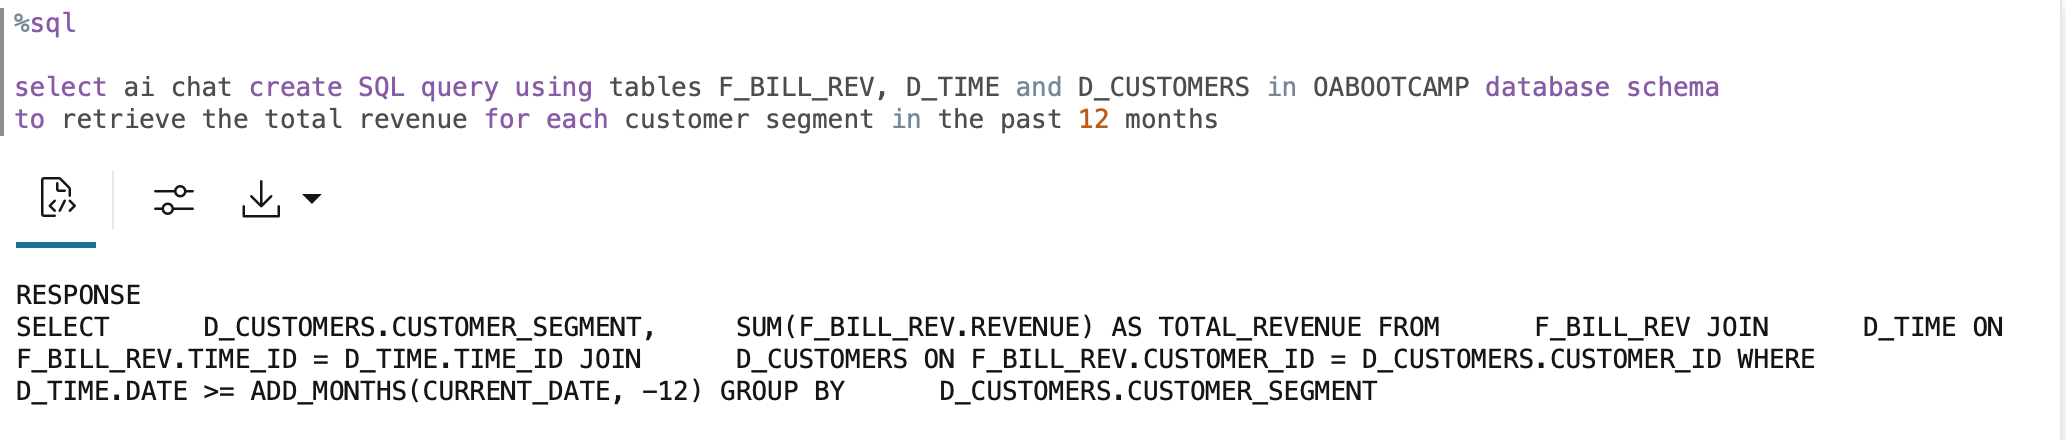 %sql
select ai chat create SQL query using tables F_BILL_REV, D_TIME and D_CUSTOMERS in OABOOTCAMP database schema
to retrieve the total revenue for each customer segment in the past 12 months
RESPONSE
SELECT      D_CUSTOMERS.CUSTOMER_SEGMENT,     SUM(F_BILL_REV.REVENUE) AS TOTAL_REVENUE FROM      F_BILL_REV JOIN      D_TIME ON
F_BILL_REV.TIME_ID = D_TIME.TIME_ID JOIN      D_CUSTOMERS ON F_BILL_REV.CUSTOMER_ID = D_CUSTOMERS.CUSTOMER_ID WHERE
D_TIME.DATE >= ADD_MONTHS(CURRENT_DATE, -12) GROUP BY      D_CUSTOMERS.CUSTOMER_SEGMENT